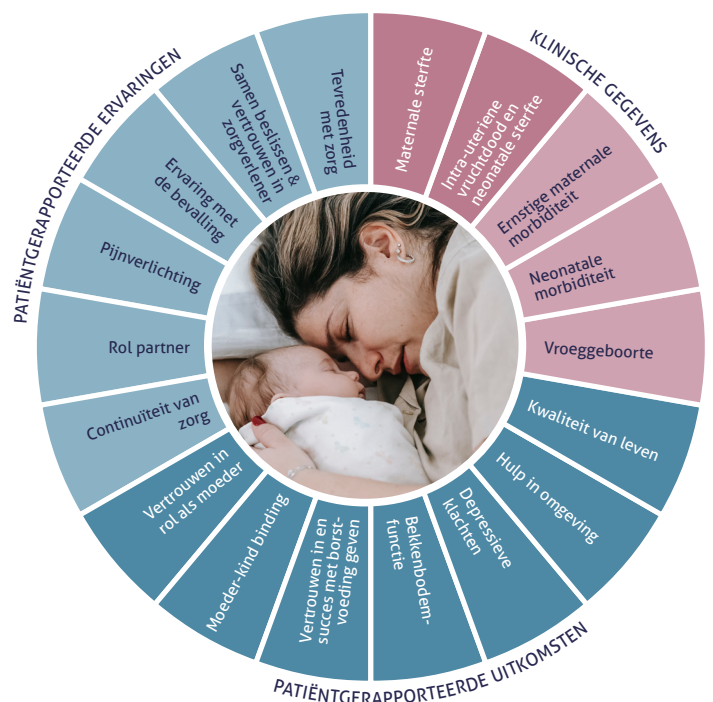 KLINISCHE GEGEVENS
Maternale sterfte
Intra-uteriene
vruchtdood en
neonatale sterfte
Ernstige maternale
morbiditeit
Neonatale
morbiditeit
Vroeggeboorte
PATIËNTGERAPPORTEERDE UITKOMSTEN
Kwaliteit van leven
Hulp in omgeving
Depressieve
klachten
Bekkenbodem-
functie
Vertrouwen in en
succes met borst-
voeding geven
Moeder-kind binding
Vertrouwen in
rol als moeder
PATIËNTGERAPPORTEERDE ERVARINGEN
Continuïteit van
zorg
Rol partner
Pijnverlichting
Ervaring met
de bevalling
Samen beslissen &
vertrouwen in
zorgverlener
Tevredenheid
met zorg